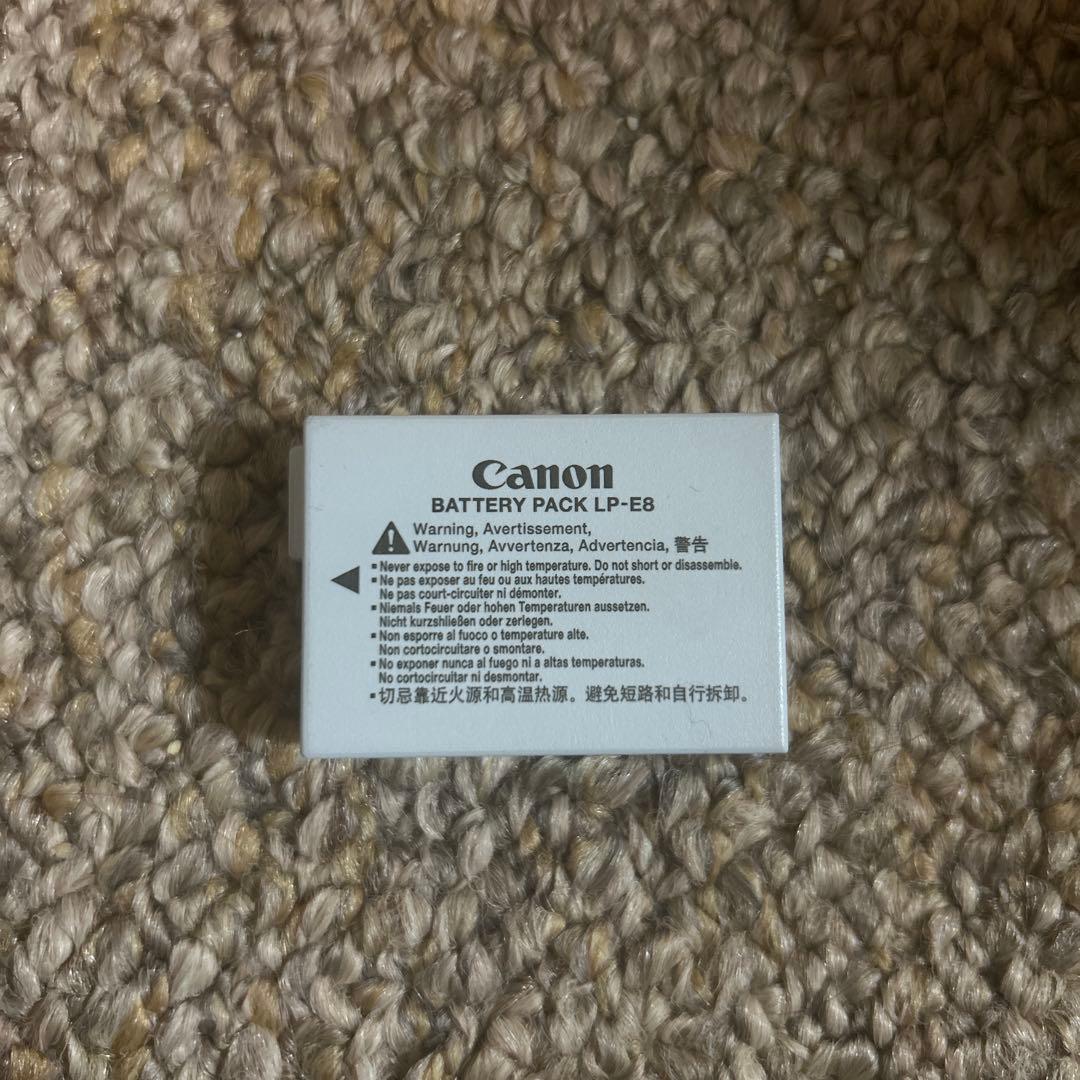 Canon
BATTERY PACK LP-E8
Warning, Avertissement,
Warnung, Avvertenza, Advertencia, 警告
▪ Never expose to fire or high temperature. Do not short or disassemble.
▪ Ne pas exposer au feu ou aux hautes températures.
Ne pas court-circuiter ni démonter.
▪ Niemals Feuer oder hohen Temperaturen aussetzen.
Nicht kurzshließen oder zerlegen.
▪ Non esporre al fuoco o temperature alte.
Non cortocircuitare o smontare.
▪ No exponer nunca al fuego ni a altas temperaturas.
No cortocircuitar ni desmontar.
▪ 切忌靠近火源和高温热源。避免短路和自行拆卸。